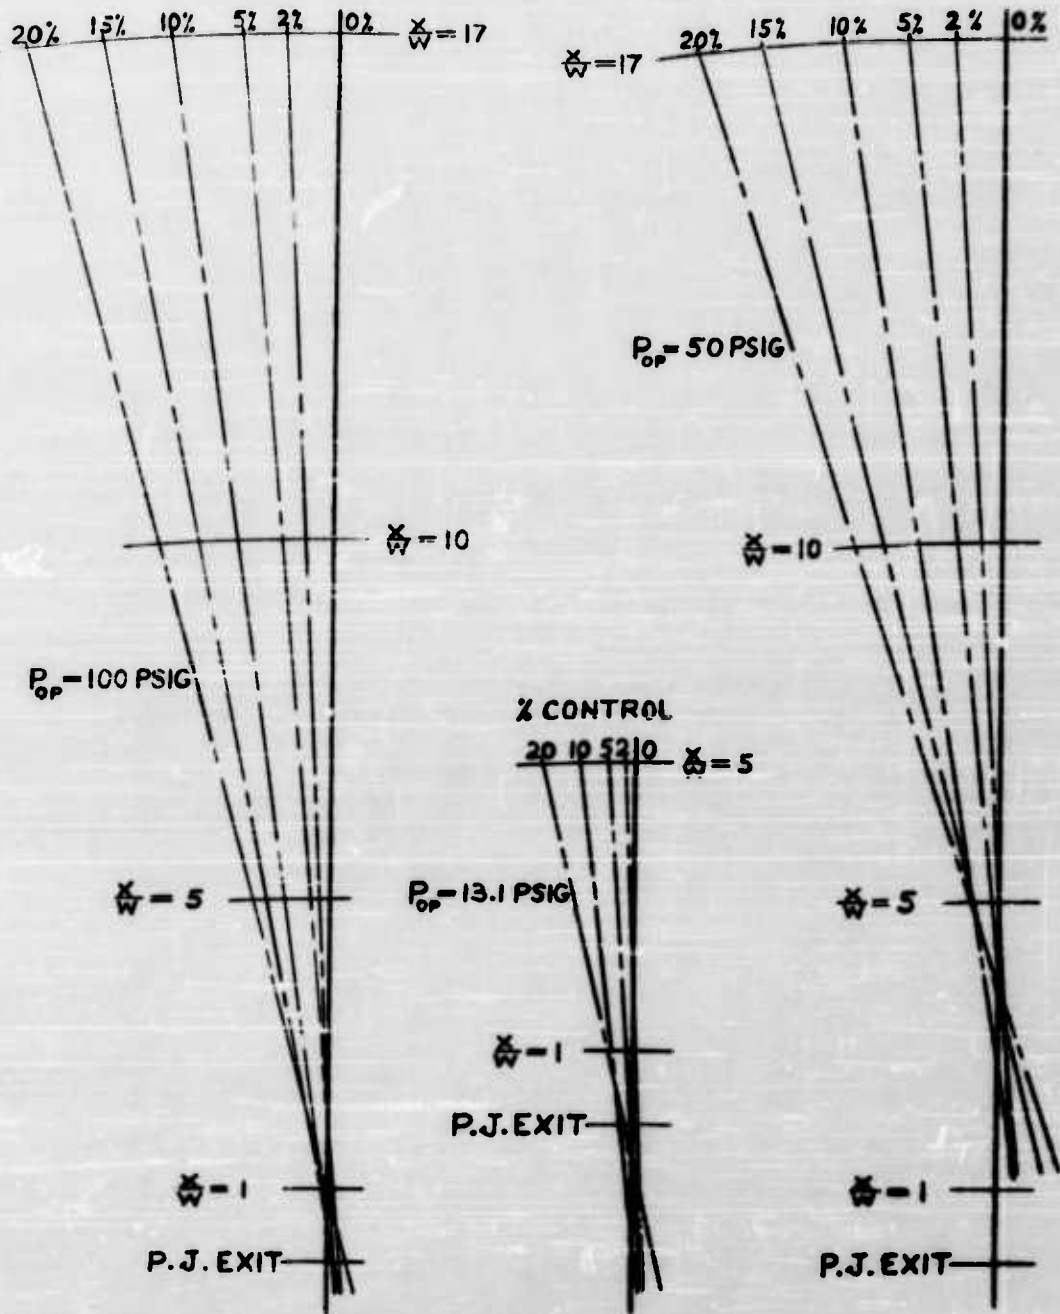 20% 15% 10% 5% 2% 0% X/W = 17
P_OP = 100 PSIG
X/W = 10
X/W = 5
X/W = 1
P.J. EXIT
% CONTROL
20 10 5 2 0 X/W = 5
P_OP = 13.1 PSIG
X/W = 1
P.J. EXIT
X/W = 17 20% 15% 10% 5% 2% 0%
P_OP = 50 PSIG
X/W = 10
X/W = 5
X/W = 1
P.J. EXIT